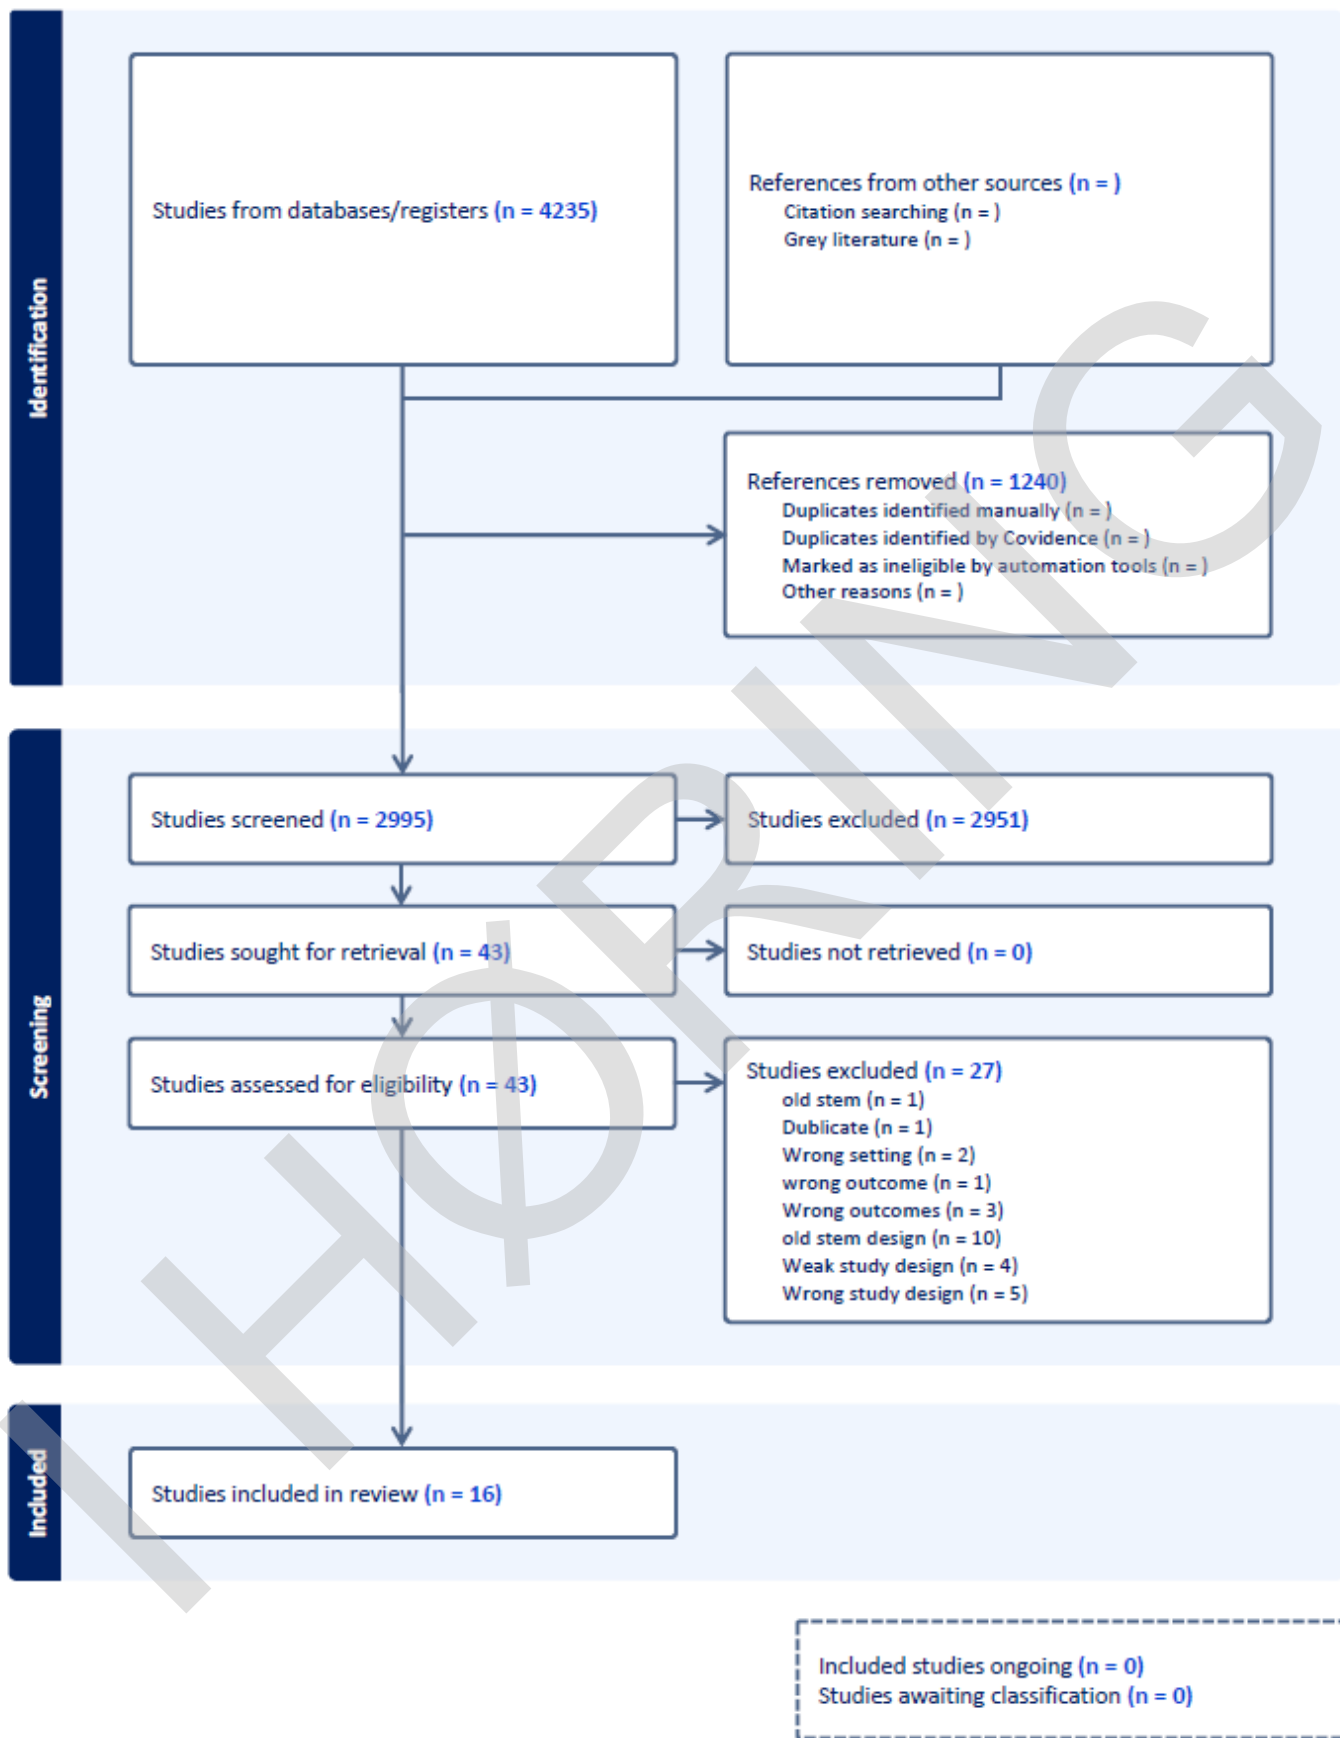 Identification
Studies from databases/registers (n = 4235)
References from other sources (n = )
Citation searching (n = )
Grey literature (n = )
References removed (n = 1240)
Duplicates identified manually (n = )
Duplicates identified by Covidence (n = )
Marked as ineligible by automation tools (n = )
Other reasons (n = )
Screening
Studies screened (n = 2995)
Studies excluded (n = 2951)
Studies sought for retrieval (n = 43)
Studies not retrieved (n = 0)
Studies assessed for eligibility (n = 43)
Studies excluded (n = 27)
old stem (n = 1)
Dublicate (n = 1)
Wrong setting (n = 2)
wrong outcome (n = 1)
Wrong outcomes (n = 3)
old stem design (n = 10)
Weak study design (n = 4)
Wrong study design (n = 5)
Included
Studies included in review (n = 16)
Included studies ongoing (n = 0)
Studies awaiting classification (n = 0)
I HØRING